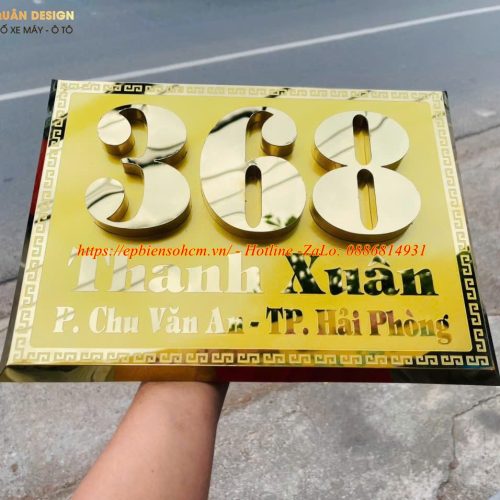 QUÂN DESIGN
Ố XE MÁY - Ô TÔ
368
https://epbiensohcm.vn/ - Hotline -ZaLo: 0886814931
Thanh Xuân
P. Chu Văn An - TP. Hải Phòng